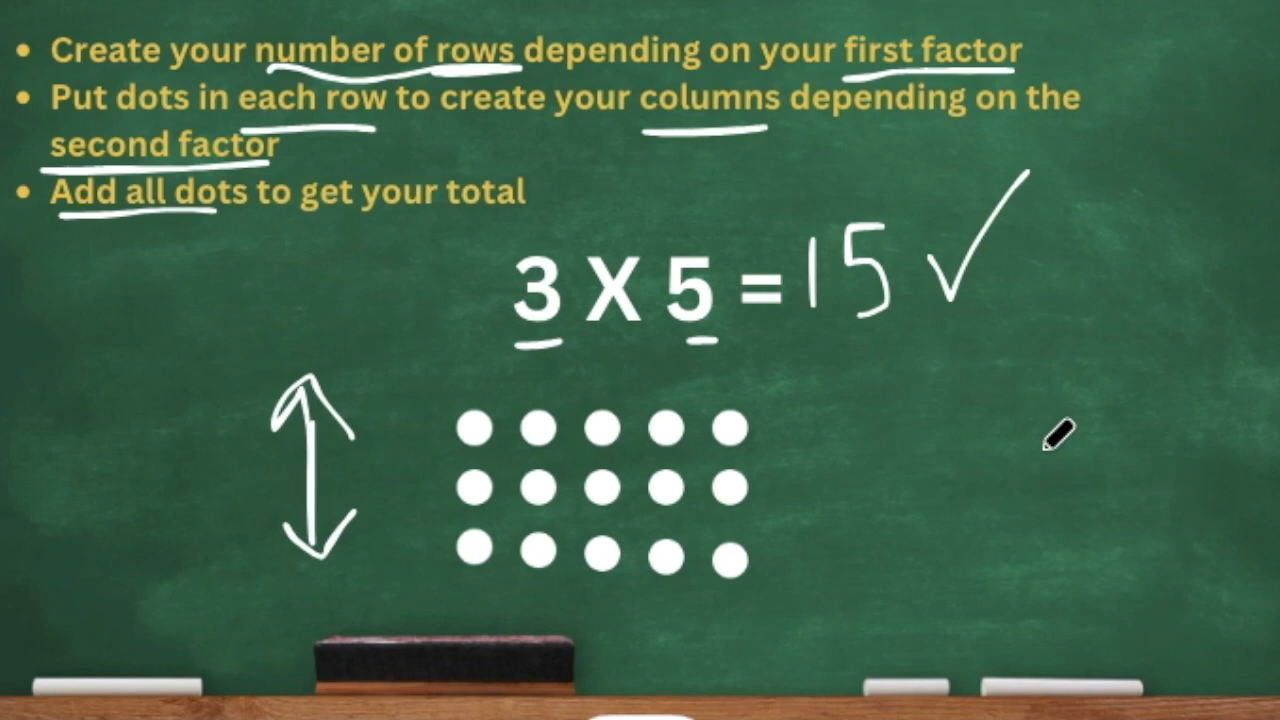 • Create your number of rows depending on your first factor
• Put dots in each row to create your columns depending on the
second factor
• Add all dots to get your total
3 X 5 = 15 ✓